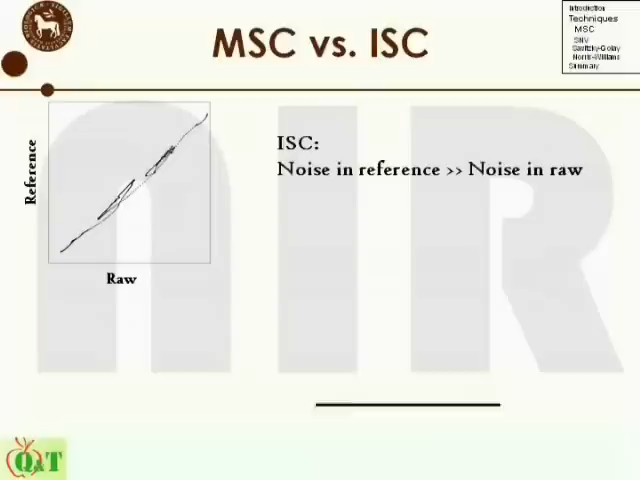 MSC vs. ISC
Introduction
Techniques
MSC
SNV
Savitzky-Golay
Norris-Williams
Summary
Reference
Raw
ISC:
Noise in reference >> Noise in raw
NIR
Q&T